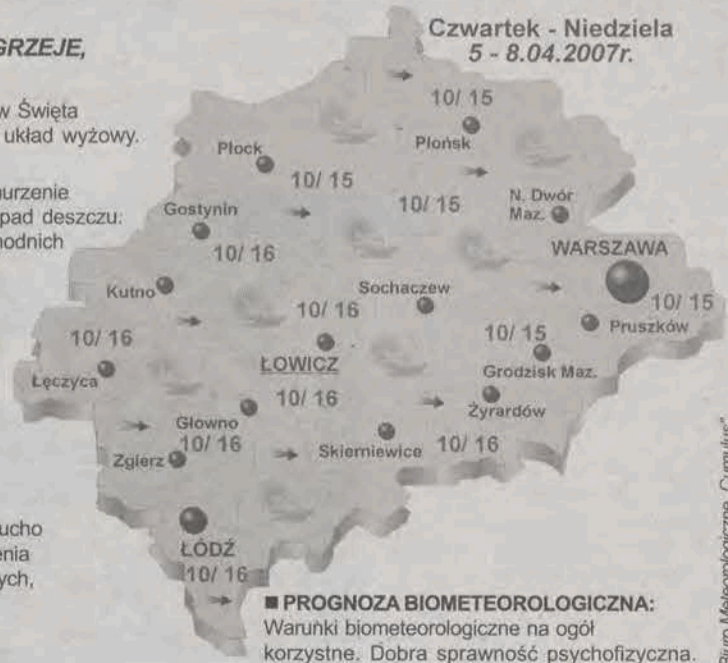 GRZEJE,
w Święta
układ wyżowy.
urzenie
pad deszczu.
hodnich
ucho
enia
ych,
Czwartek - Niedziela
5 - 8.04.2007r.
10/ 15
Płońsk
Płock
10/ 15
10/ 15
N. Dwór
Maz.
Gostynin
10/ 16
WARSZAWA
Kutno
Sochaczew
10/ 15
10/ 16
Pruszków
10/ 16
10/ 15
ŁOWICZ
Grodzisk Maz.
Łęczyca
10/ 16
Żyrardów
Głowno
10/ 16
Skierniewice
10/ 16
Zgierz
ŁÓDŹ
10/ 16
■ PROGNOZA BIOMETEOROLOGICZNA:
Warunki biometeorologiczne na ogół
korzystne. Dobra sprawność psychofizyczna.
Biuro Meteorologiczne „Cumulus”